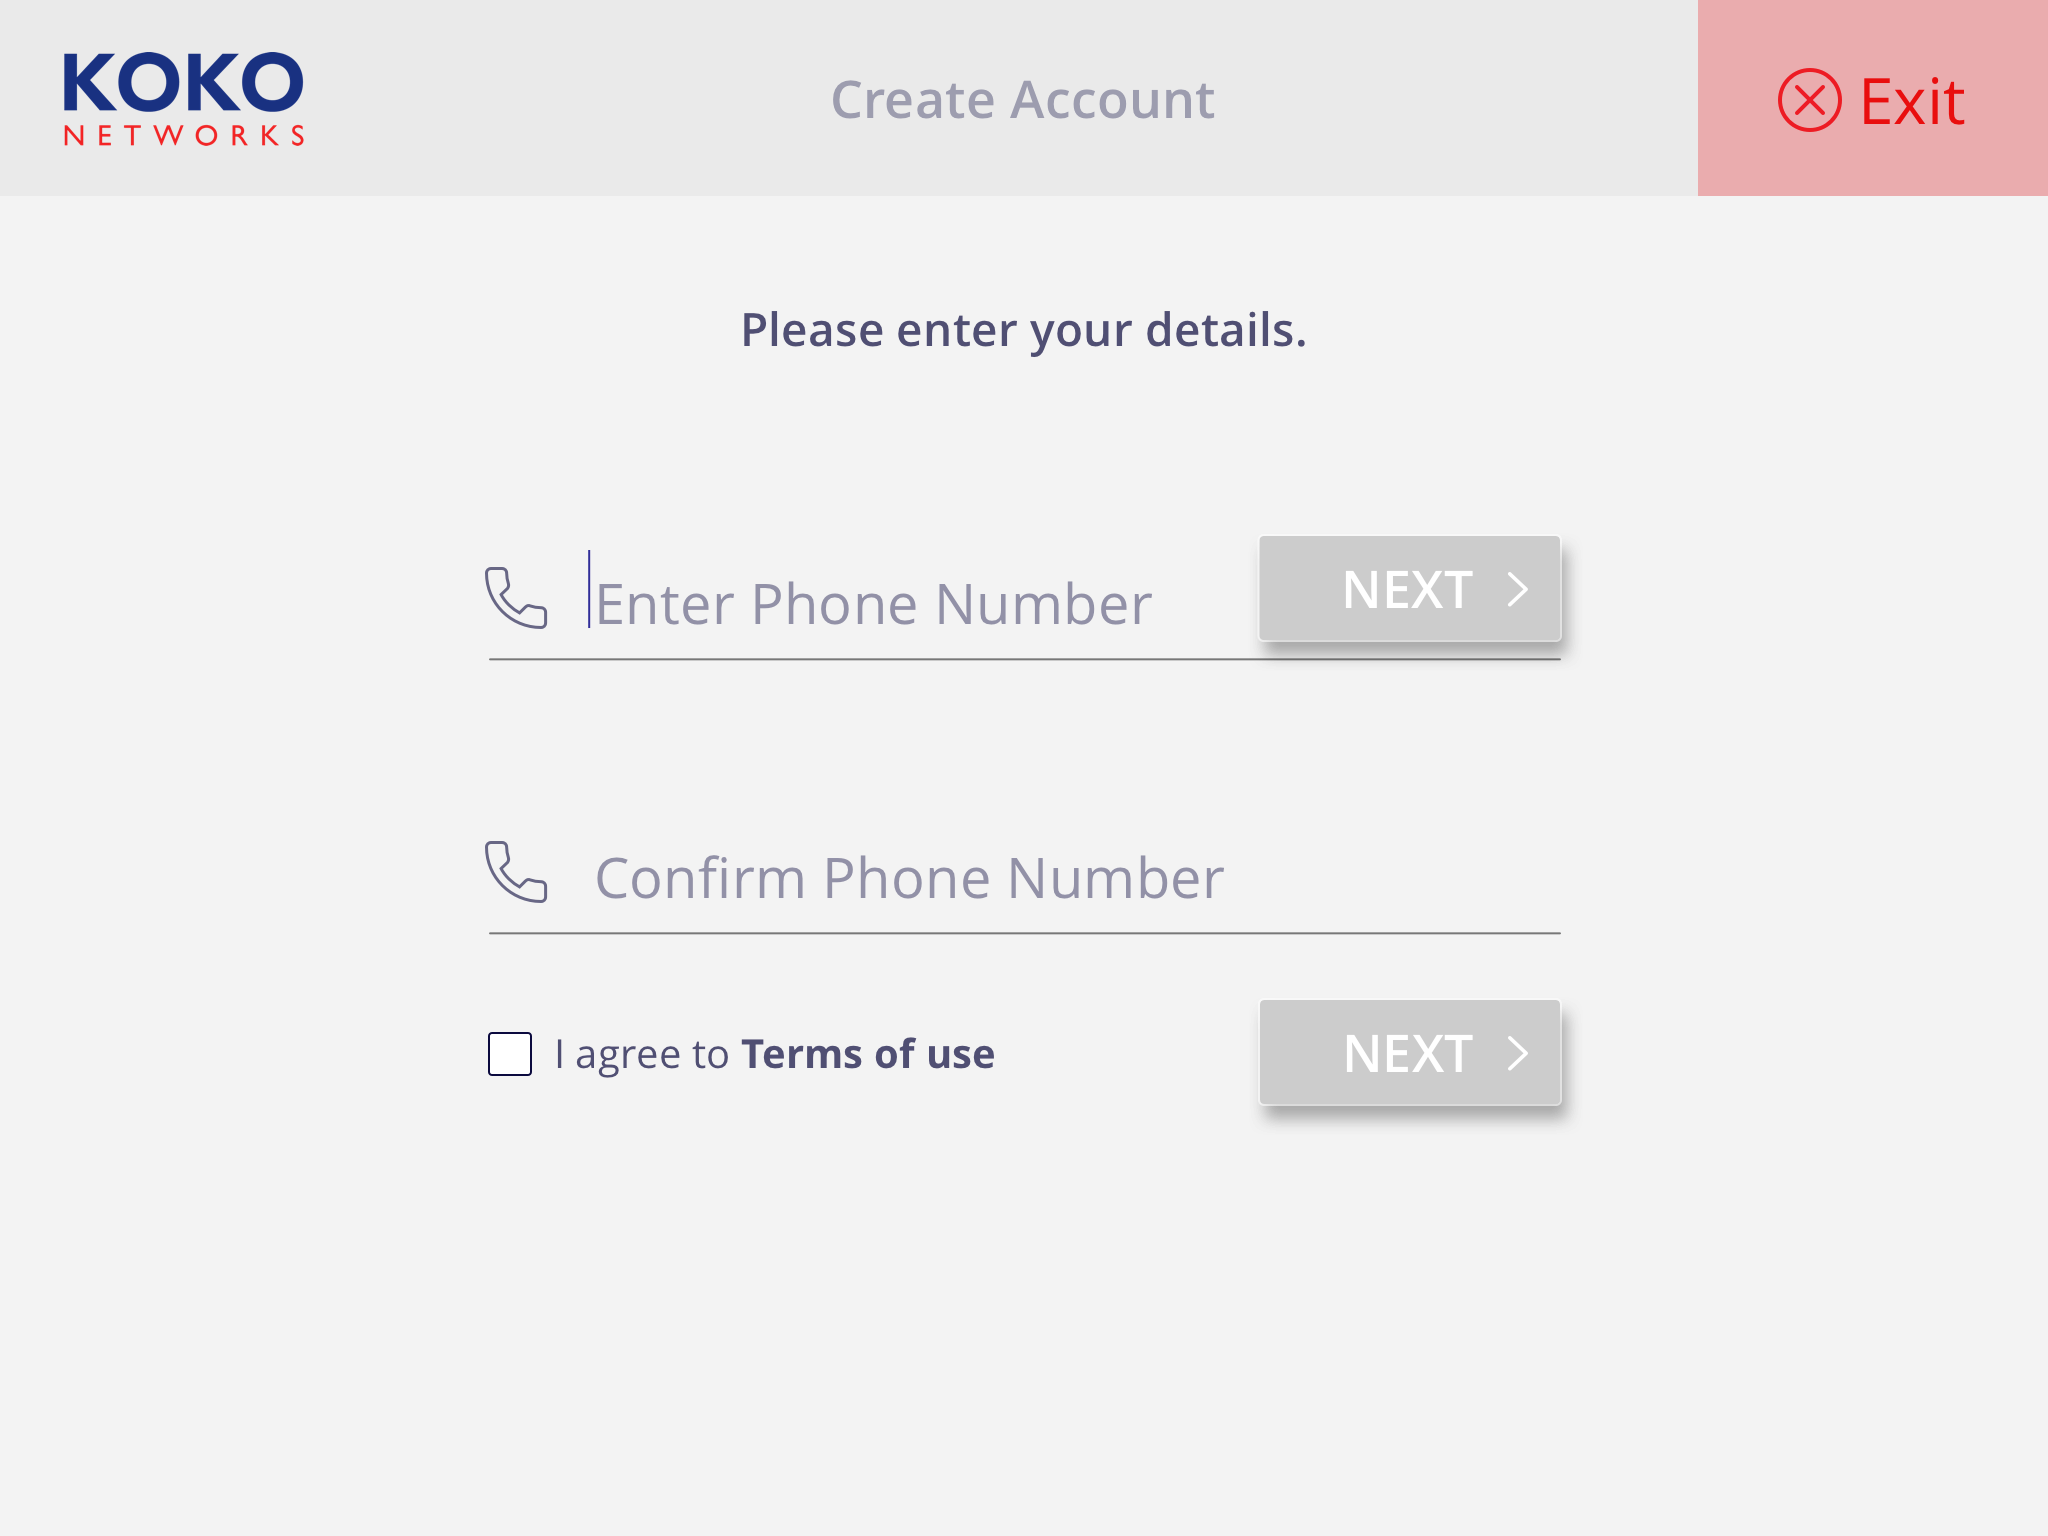 KOKO
NETWORKS
Create Account
Exit
Please enter your details.
Enter Phone Number
NEXT
Confirm Phone Number
I agree to Terms of use
NEXT